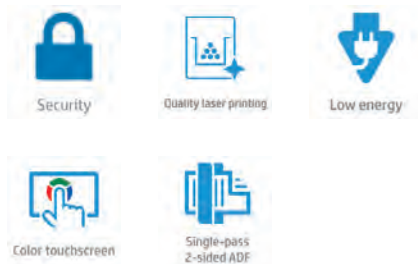 Security
Quality laser printing
Low energy
Color touchscreen
Single-pass
2-sided ADF